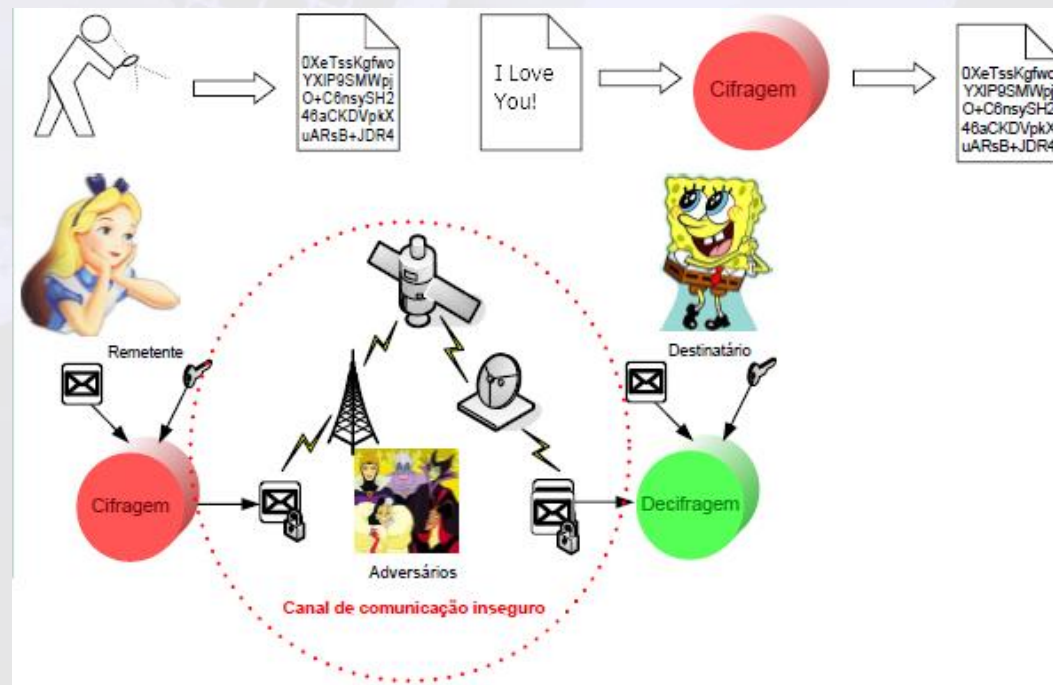 0XeTssKgfwo
YXIP9SMWpj
O+C6nsySH2
46aCKDVpkX
uARsB+JDR4
I Love
You!
Cifragem
0XeTssKgfwo
YXIP9SMWpj
O+C6nsySH2
46aCKDVpkX
uARsB+JDR4
Remetente
Destinatário
Cifragem
Decifragem
Adversários
Canal de comunicação inseguro